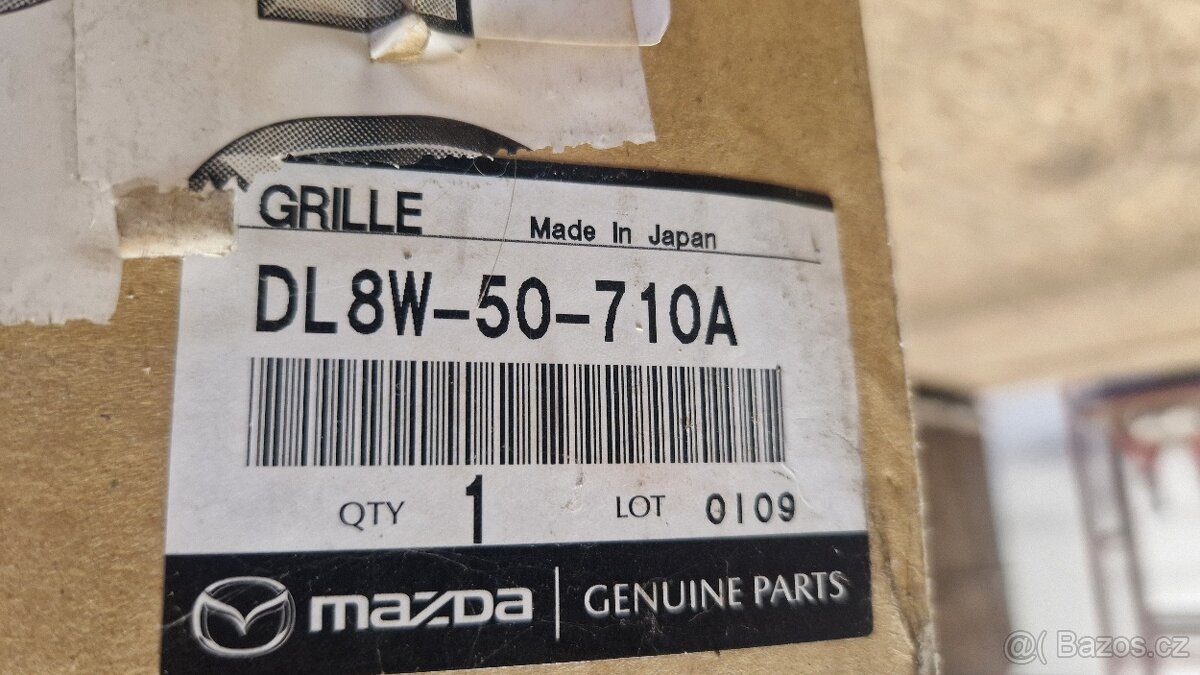 GRILLE Made In Japan
DL8W-50-710A
QTY 1 LOT 0109
mazda GENUINE PARTS
@( Bazos.cz